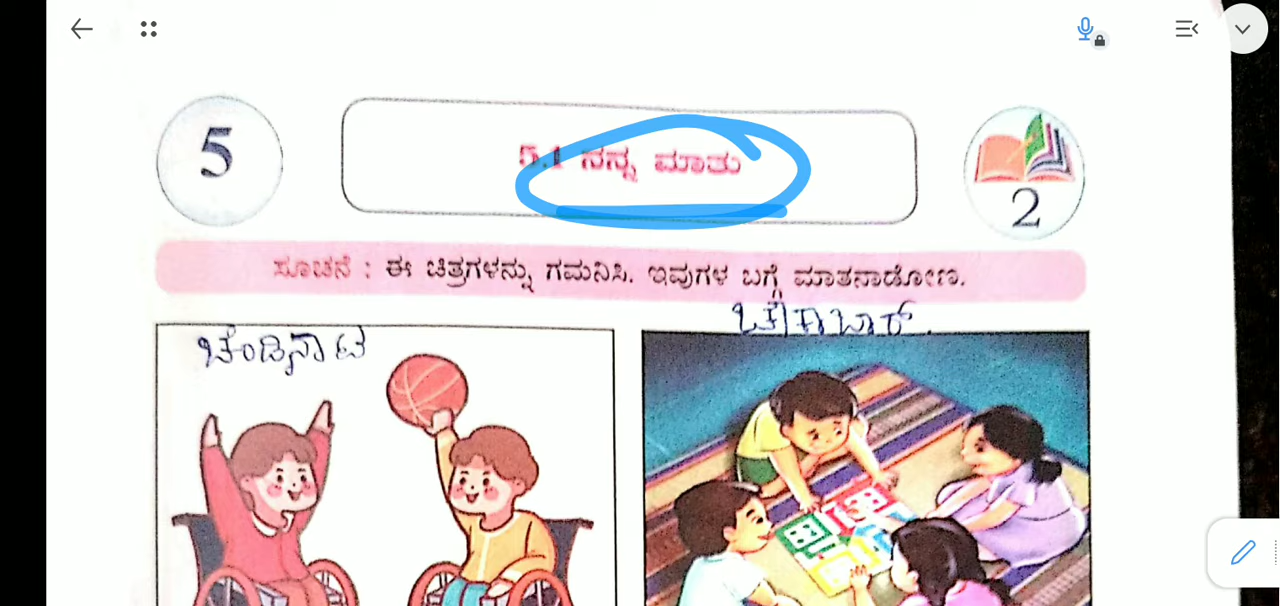 5
5.1 ನನ್ನ ಮಾತು
2
ಸೂಚನೆ : ಈ ಚಿತ್ರಗಳನ್ನು ಗಮನಿಸಿ. ಇವುಗಳ ಬಗ್ಗೆ ಮಾತನಾಡೋಣ.
ಚೆಂಡಿನಾಟ